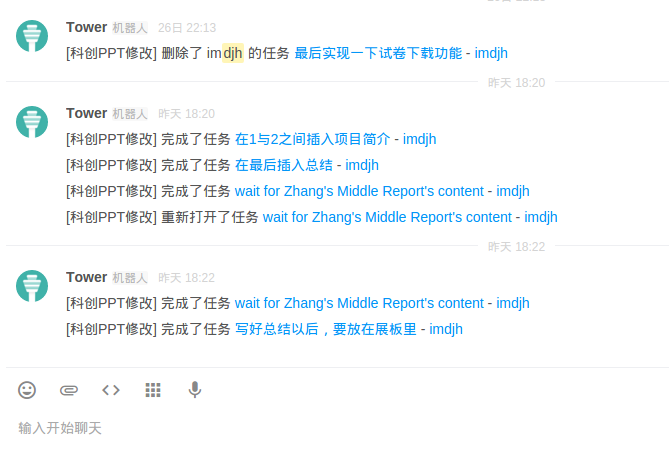 Tower 机器人 26日 22:13
[科创PPT修改] 删除了 imdjh 的任务 最后实现一下试卷下载功能 - imdjh
昨天 18:20
Tower 机器人 昨天 18:20
[科创PPT修改] 完成了任务 在1与2之间插入项目简介 - imdjh
[科创PPT修改] 完成了任务 在最后插入总结 - imdjh
[科创PPT修改] 完成了任务 wait for Zhang's Middle Report's content - imdjh
[科创PPT修改] 重新打开了任务 wait for Zhang's Middle Report's content - imdjh
昨天 18:22
Tower 机器人 昨天 18:22
[科创PPT修改] 完成了任务 wait for Zhang's Middle Report's content - imdjh
[科创PPT修改] 完成了任务 写好总结以后，要放在展板里 - imdjh
输入开始聊天